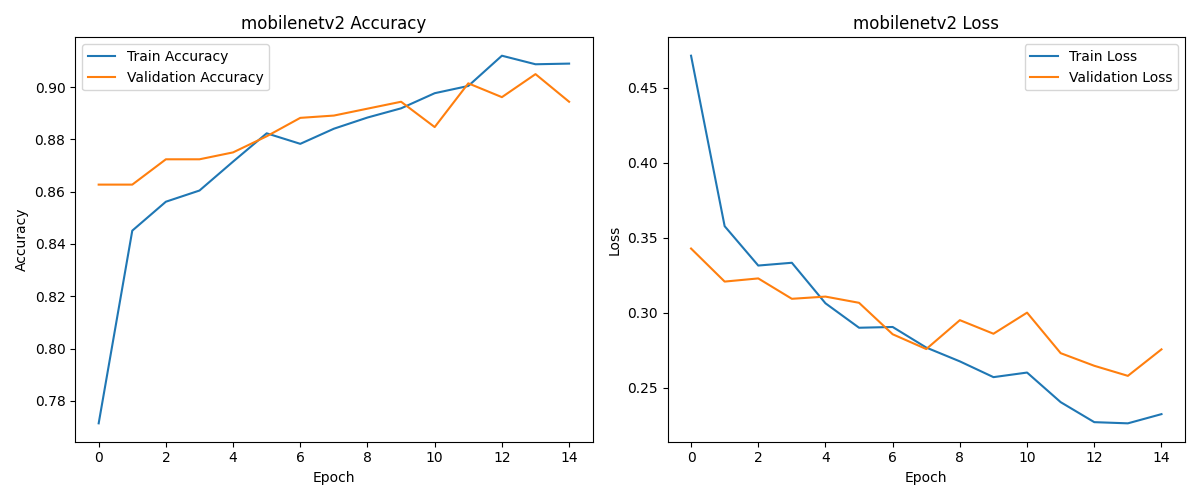 mobilenetv2 Accuracy
Train Accuracy
Validation Accuracy
0.90
0.88
0.86
0.84
0.82
0.80
0.78
Accuracy
0 2 4 6 8 10 12 14
Epoch
mobilenetv2 Loss
Train Loss
Validation Loss
0.45
0.40
0.35
0.30
0.25
Loss
0 2 4 6 8 10 12 14
Epoch